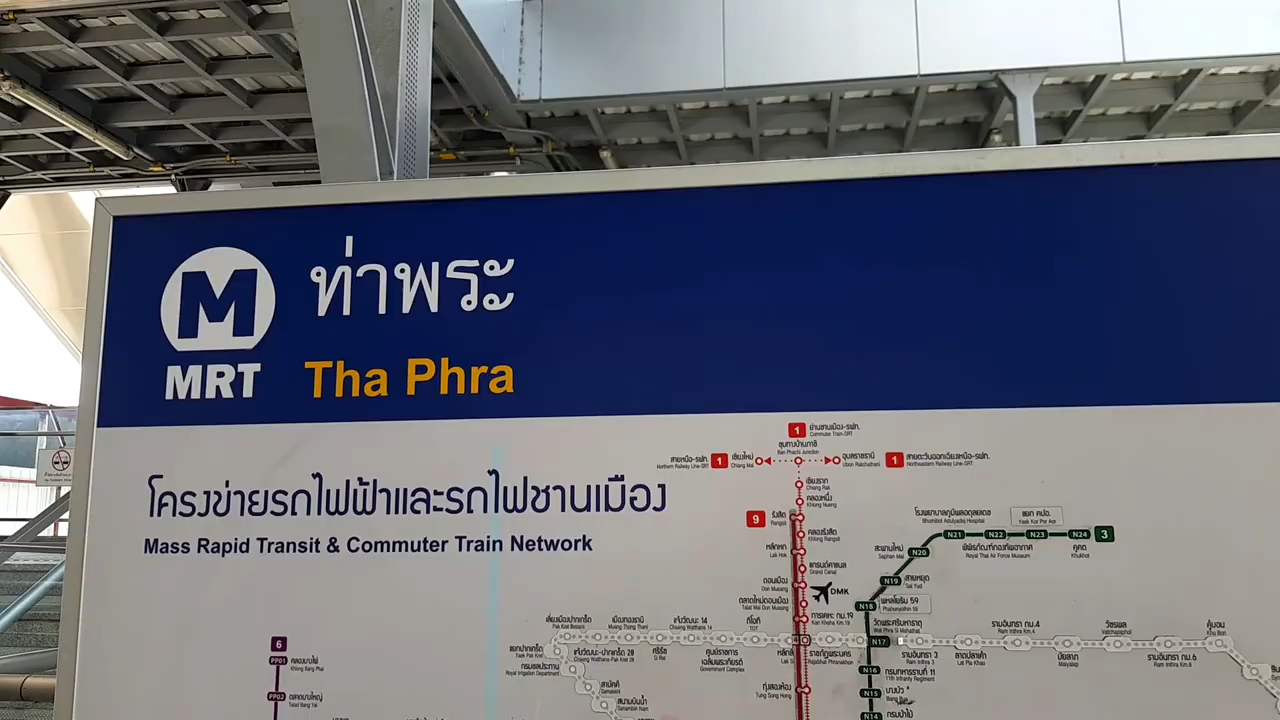 M
MRT
ท่าพระ
Tha Phra
โครงข่ายรถไฟฟ้าและรถไฟชานเมือง
Mass Rapid Transit & Commuter Train Network
1
ชุมทางบ้านภาชี
Ban Phachi Junction
สายเหนือ-รฟท.
Northern Railway Line-SRT
1
เชียงใหม่
Chiang Mai
อุบลราชธานี
Ubon Ratchathani
1
สายตะวันออกเฉียงเหนือ-รฟท.
Northeastern Railway Line-SRT
เชียงราก
Chiang Rak
คลองหนึ่ง
Khlong Nueng
9
รังสิต
Rangsit
คลองรังสิต
Khlong Rangsit
หลักหก
Lak Hok
ดอนเมือง
Don Mueang
DMK
ตลาดใหม่ดอนเมือง
Talat Mai Don Mueang
การเคหะ กม.19
Kan Kheha Km.19
โรงพยาบาลภูมิพลอดุลยเดช
Bhumibol Adulyadej Hospital
แยก คปอ.
Yaek Kor Por Aor
N21
N22
N23
N24
3
พิพิธภัณฑ์กองทัพอากาศ
Royal Thai Air Force Museum
คูคต
Khukhot
สะพานใหม่
Saphan Mai
N20
N19
สายหยุด
Sai Yud
N18
พหลโยธิน 59
Phahonyothin 59
วัดพระศรีมหาธาตุ
Wat Phra Si Mahathat
N17
N16
กรมทหารราบที่ 11
11th Infantry Regiment
N15
บางบัว
N14
กรมป่าไม้
เมืองทองธานี
Muang Thong Thani
แจ้งวัฒนะ 14
Chaeng Watthana 14
ทีโอที
TOT
แยกปากเกร็ด
Yaek Pak Kret
เลี่ยงเมืองปากเกร็ด
Pak Kret Bypass
แจ้งวัฒนะ-ปากเกร็ด 28
Chaeng Watthana-Pak Kret 28
ศรีรัช
Si Rat
ศูนย์ราชการ
เฉลิมพระเกียรติ
Government Complex
หลักสี่
ราชภัฏพระนคร
Rajabhat Phranakhon
รามอินทรา 3
Ram Inthra 3
ลาดปลาเค้า
Lat Pla Khao
รามอินทรา กม.4
Ram Inthra Km.4
มัยลาภ
Maiyalap
วัชรพล
Vatcharaphol
รามอินทรา กม.6
Ram Inthra Km.6
คู้บอน
Khu Bon
กรมชลประทาน
Royal Irrigation Department
สามัคคี
Samakkhi
สนามบินน้ำ
Sanambin Nam
ทุ่งสองห้อง
Tung Song Hong
6
PP01
คลองบางไผ่
Khlong Bang Phai
PP02
ตลาดบางใหญ่
Talad Bang Yai